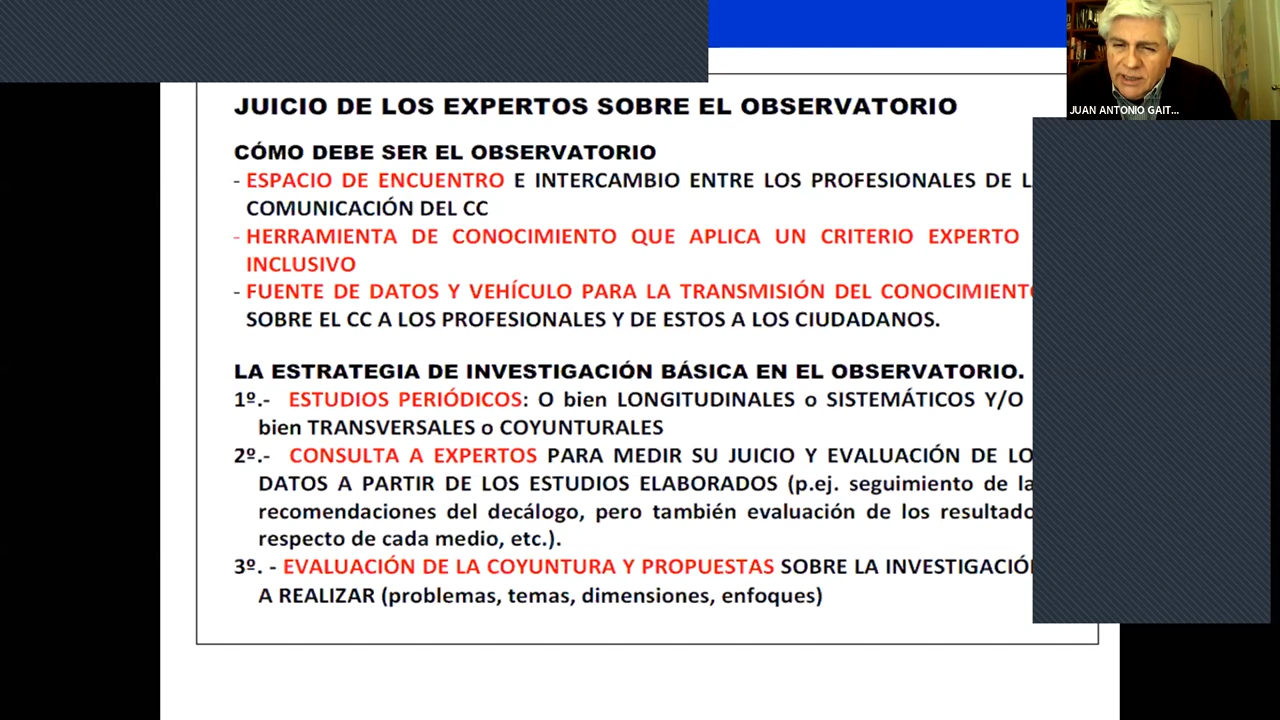 JUAN ANTONIO GAIT...
JUICIO DE LOS EXPERTOS SOBRE EL OBSERVATORIO
CÓMO DEBE SER EL OBSERVATORIO
- ESPACIO DE ENCUENTRO E INTERCAMBIO ENTRE LOS PROFESIONALES DE
COMUNICACIÓN DEL CC
- HERRAMIENTA DE CONOCIMIENTO QUE APLICA UN CRITERIO EXPERTO
INCLUSIVO
- FUENTE DE DATOS Y VEHÍCULO PARA LA TRANSMISIÓN DEL CONOCIMIENTO
SOBRE EL CC A LOS PROFESIONALES Y DE ESTOS A LOS CIUDADANOS.
LA ESTRATEGIA DE INVESTIGACIÓN BÁSICA EN EL OBSERVATORIO.
1º.- ESTUDIOS PERIÓDICOS: O bien LONGITUDINALES o SISTEMÁTICOS Y/O
bien TRANSVERSALES o COYUNTURALES
2º.- CONSULTA A EXPERTOS PARA MEDIR SU JUICIO Y EVALUACIÓN DE
DATOS A PARTIR DE LOS ESTUDIOS ELABORADOS (p.ej. seguimiento de
recomendaciones del decálogo, pero también evaluación de los resultado
respecto de cada medio, etc.).
3º. - EVALUACIÓN DE LA COYUNTURA Y PROPUESTAS SOBRE LA INVESTIGACIÓN
A REALIZAR (problemas, temas, dimensiones, enfoques)